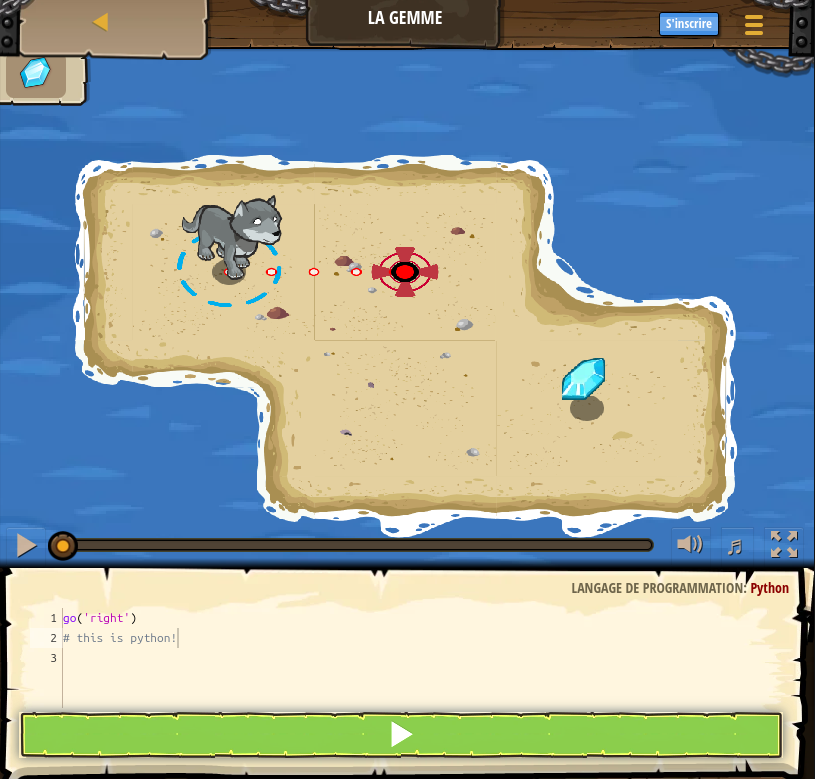 LA GEMME
S'inscrire
LANGAGE DE PROGRAMMATION: Python
1 go('right')
2 # this is python!
3